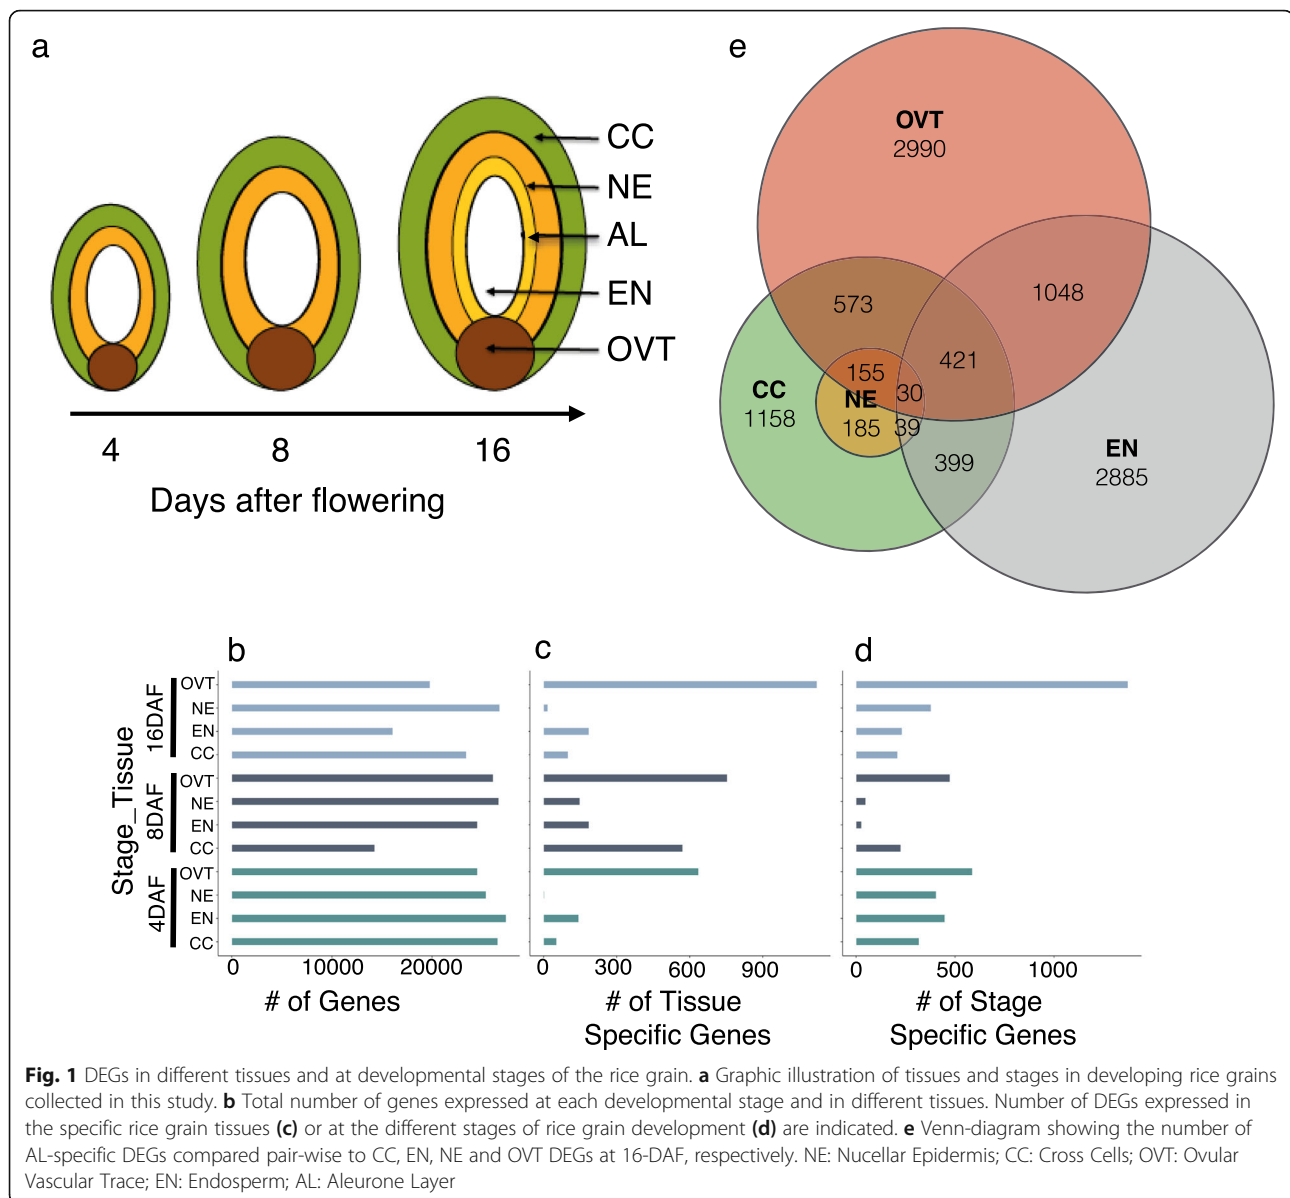 a
CC
NE
AL
EN
OVT
4 8 16
Days after flowering
e
OVT
2990
573
1048
421
155
30
CC
1158
NE
185
39
399
EN
2885
b
Stage_Tissue
16DAF
OVT
NE
EN
CC
8DAF
OVT
NE
EN
CC
4DAF
OVT
NE
EN
CC
0 10000 20000
# of Genes
c
0 300 600 900
# of Tissue
Specific Genes
d
0 500 1000
# of Stage
Specific Genes
Fig. 1 DEGs in different tissues and at developmental stages of the rice grain. a Graphic illustration of tissues and stages in developing rice grains
collected in this study. b Total number of genes expressed at each developmental stage and in different tissues. Number of DEGs expressed in
the specific rice grain tissues (c) or at the different stages of rice grain development (d) are indicated. e Venn-diagram showing the number of
AL-specific DEGs compared pair-wise to CC, EN, NE and OVT DEGs at 16-DAF, respectively. NE: Nucellar Epidermis; CC: Cross Cells; OVT: Ovular
Vascular Trace; EN: Endosperm; AL: Aleurone Layer